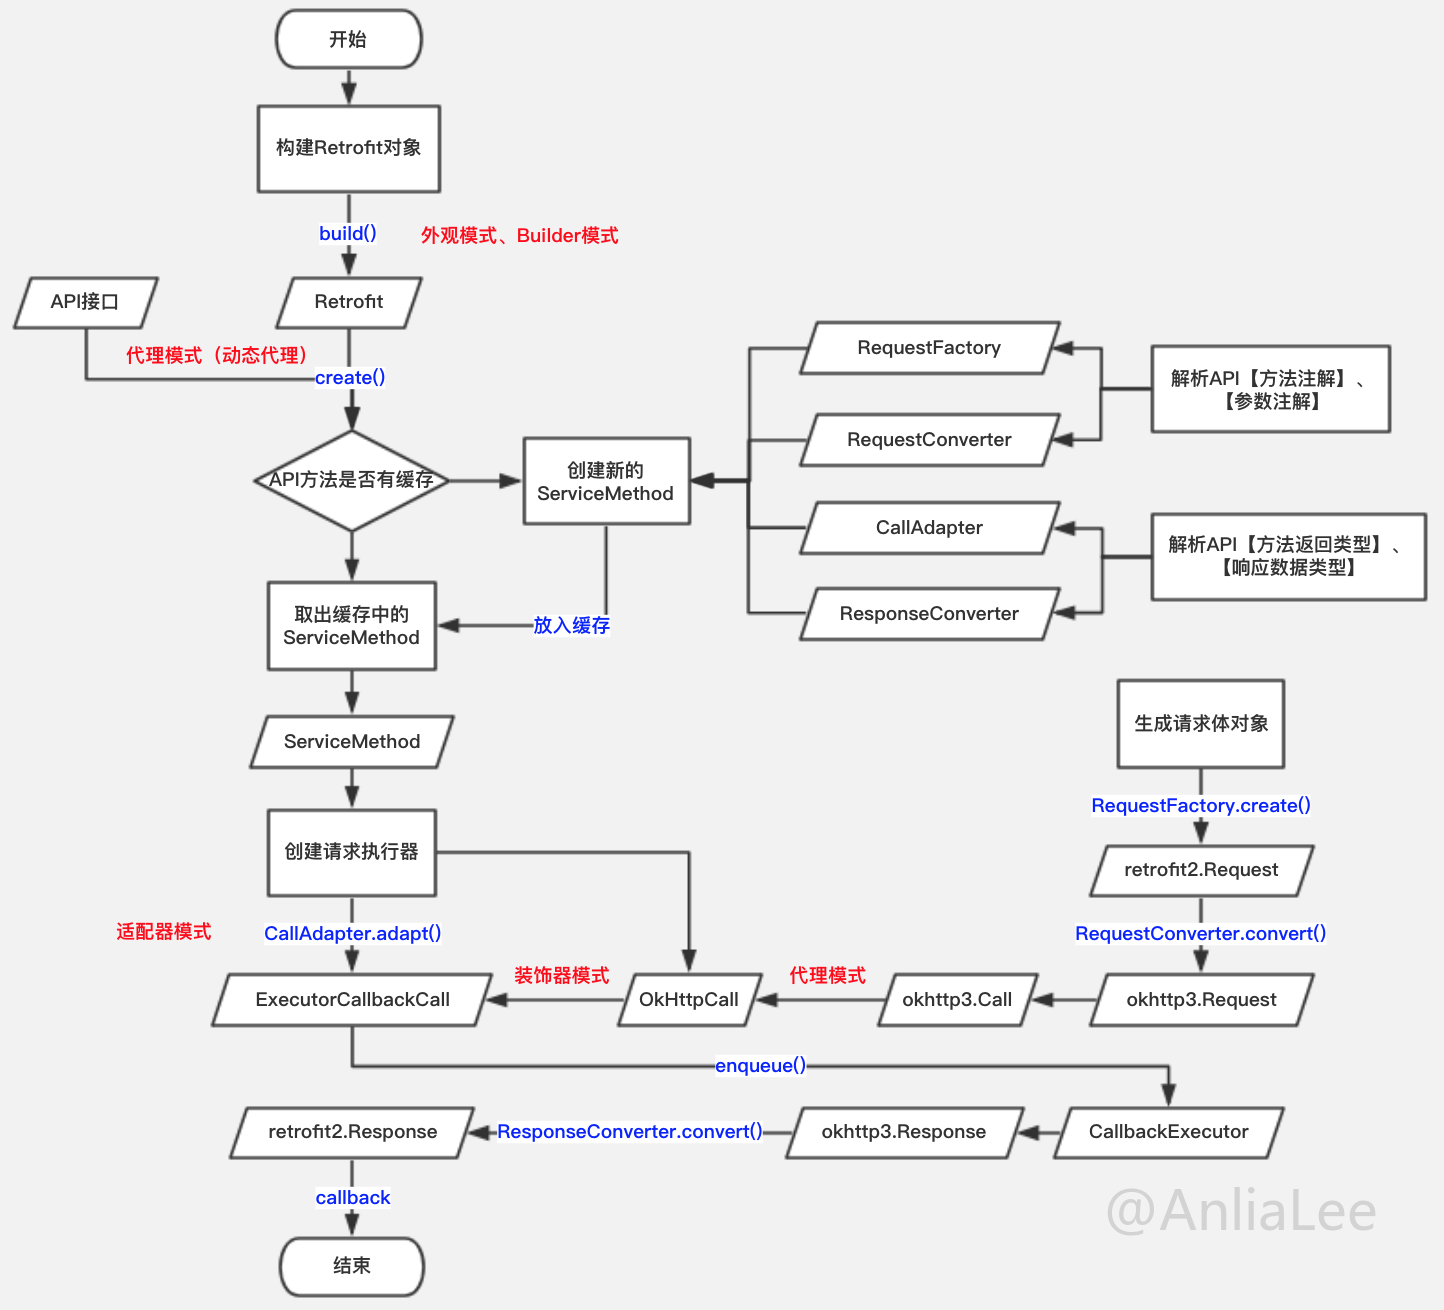 开始
构建Retrofit对象
build()
外观模式、Builder模式
API接口
Retrofit
代理模式（动态代理）
create()
RequestFactory
解析API【方法注解】、
【参数注解】
RequestConverter
API方法是否有缓存
创建新的
ServiceMethod
CallAdapter
解析API【方法返回类型】、
【响应数据类型】
ResponseConverter
取出缓存中的
ServiceMethod
放入缓存
ServiceMethod
生成请求体对象
RequestFactory.create()
创建请求执行器
retrofit2.Request
适配器模式
CallAdapter.adapt()
RequestConverter.convert()
装饰器模式
代理模式
ExecutorCallbackCall
OkHttpCall
okhttp3.Call
okhttp3.Request
enqueue()
retrofit2.Response
ResponseConverter.convert()
okhttp3.Response
CallbackExecutor
callback
@AnliaLee
结束